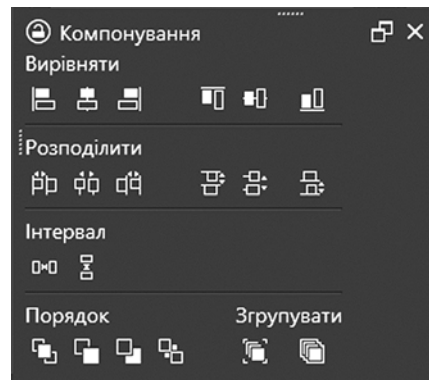 Компонування
Вирівняти
Розподілити
Інтервал
Порядок Згрупувати